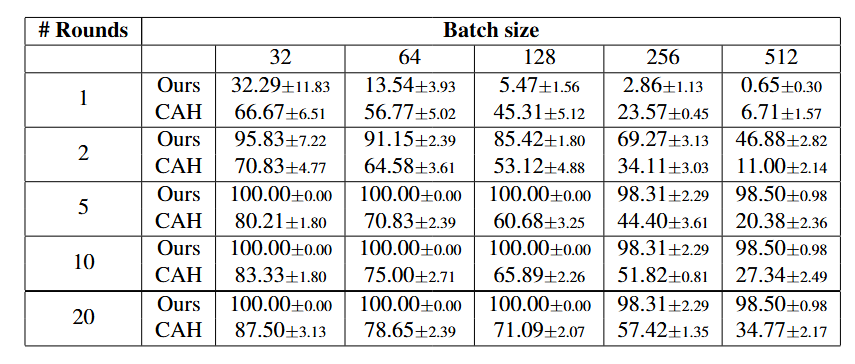 # Rounds Batch size
32 64 128 256 512
1 Ours 32.29±11.83 13.54±3.93 5.47±1.56 2.86±1.13 0.65±0.30
CAH 66.67±6.51 56.77±5.02 45.31±5.12 23.57±0.45 6.71±1.57
2 Ours 95.83±7.22 91.15±2.39 85.42±1.80 69.27±3.13 46.88±2.82
CAH 70.83±4.77 64.58±3.61 53.12±4.88 34.11±3.03 11.00±2.14
5 Ours 100.00±0.00 100.00±0.00 100.00±0.00 98.31±2.29 98.50±0.98
CAH 80.21±1.80 70.83±2.39 60.68±3.25 44.40±3.61 20.38±2.36
10 Ours 100.00±0.00 100.00±0.00 100.00±0.00 98.31±2.29 98.50±0.98
CAH 83.33±1.80 75.00±2.71 65.89±2.26 51.82±0.81 27.34±2.49
20 Ours 100.00±0.00 100.00±0.00 100.00±0.00 98.31±2.29 98.50±0.98
CAH 87.50±3.13 78.65±2.39 71.09±2.07 57.42±1.35 34.77±2.17